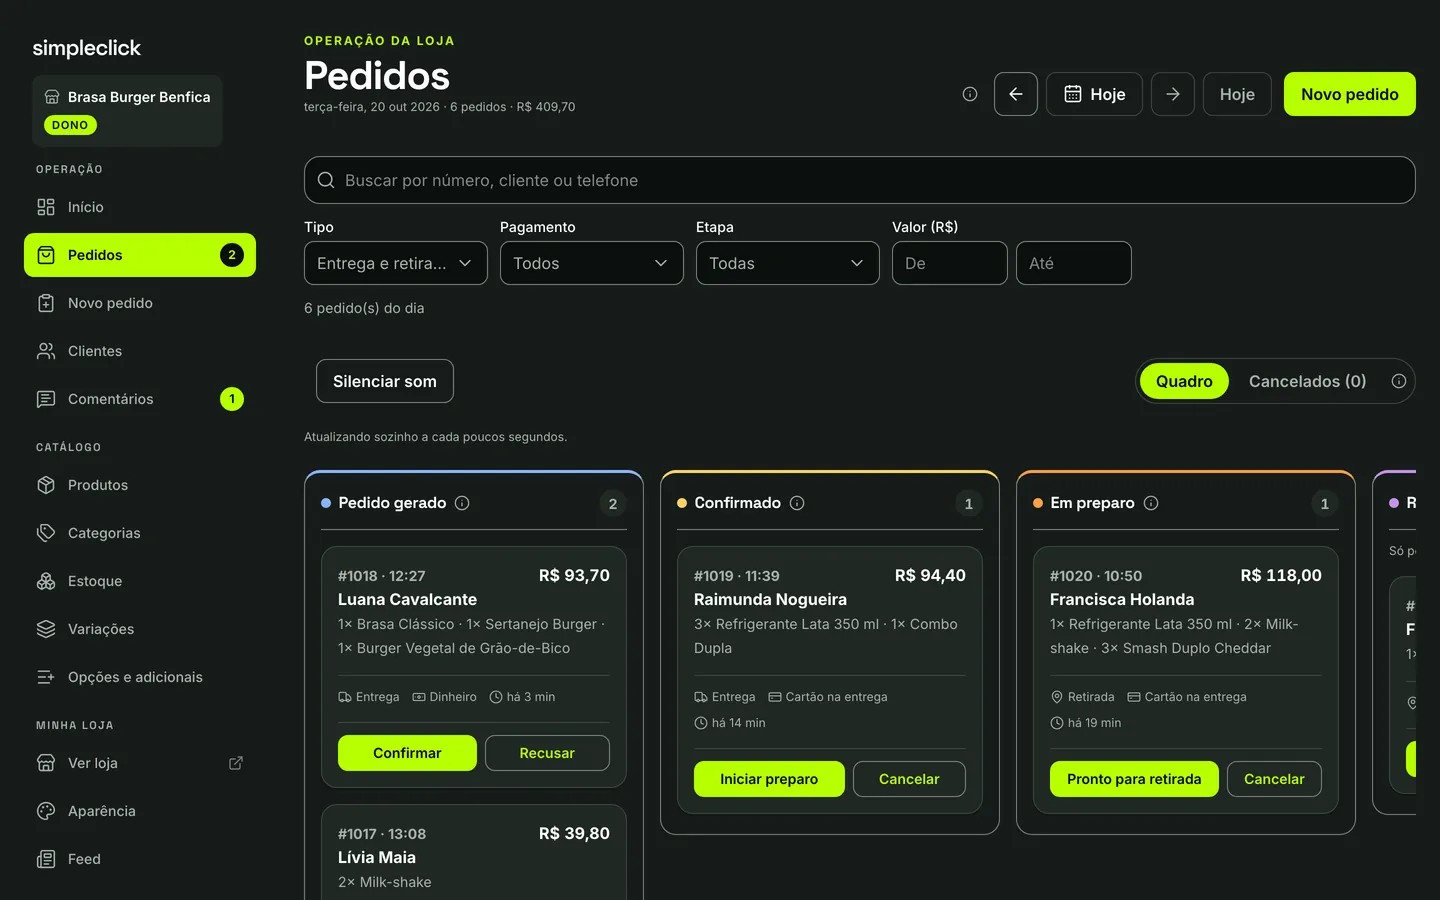 simpleclick
Brasa Burger Benfica
DONO
OPERAÇÃO
Início
Pedidos 2
Novo pedido
Clientes
Comentários 1
CATÁLOGO
Produtos
Categorias
Estoque
Variações
Opções e adicionais
MINHA LOJA
Ver loja
Aparência
Feed
OPERAÇÃO DA LOJA
Pedidos
terça-feira, 20 out 2026 · 6 pedidos · R$ 409,70
Hoje
Hoje
Novo pedido
Buscar por número, cliente ou telefone
Tipo
Entrega e retira...
Pagamento
Todos
Etapa
Todas
Valor (R$)
De
Até
6 pedido(s) do dia
Silenciar som
Quadro
Cancelados (0)
Atualizando sozinho a cada poucos segundos.
Pedido gerado 2
#1018 · 12:27 R$ 93,70
Luana Cavalcante
1× Brasa Clássico · 1× Sertanejo Burger ·
1× Burger Vegetal de Grão-de-Bico
Entrega Dinheiro há 3 min
Confirmar Recusar
#1017 · 13:08 R$ 39,80
Lívia Maia
2× Milk-shake
Confirmado 1
#1019 · 11:39 R$ 94,40
Raimunda Nogueira
3× Refrigerante Lata 350 ml · 1× Combo
Dupla
Entrega Cartão na entrega
há 14 min
Iniciar preparo Cancelar
Em preparo 1
#1020 · 10:50 R$ 118,00
Francisca Holanda
1× Refrigerante Lata 350 ml · 2× Milk-
shake · 3× Smash Duplo Cheddar
Retirada Cartão na entrega
há 19 min
Pronto para retirada Cancelar
R
Só p
#
F
1×